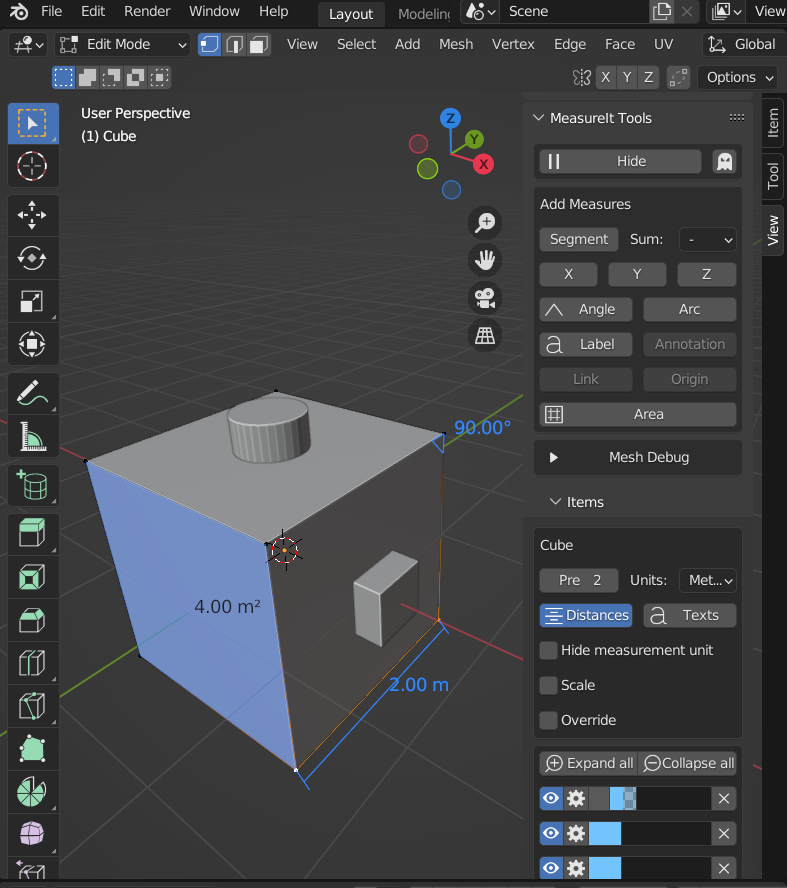 File Edit Render Window Help Layout Modeling Scene View
Edit Mode View Select Add Mesh Vertex Edge Face UV Global
X Y Z Options
User Perspective
(1) Cube
Z
Y
X
90.00°
4.00 m²
2.00 m
MeasureIt Tools
Hide
Add Measures
Segment Sum: -
X Y Z
Angle Arc
a Label Annotation
Link Origin
Area
Mesh Debug
Items
Cube
Pre 2 Units: Met...
Distances a Texts
Hide measurement unit
Scale
Override
Expand all Collapse all
Item
Tool
View